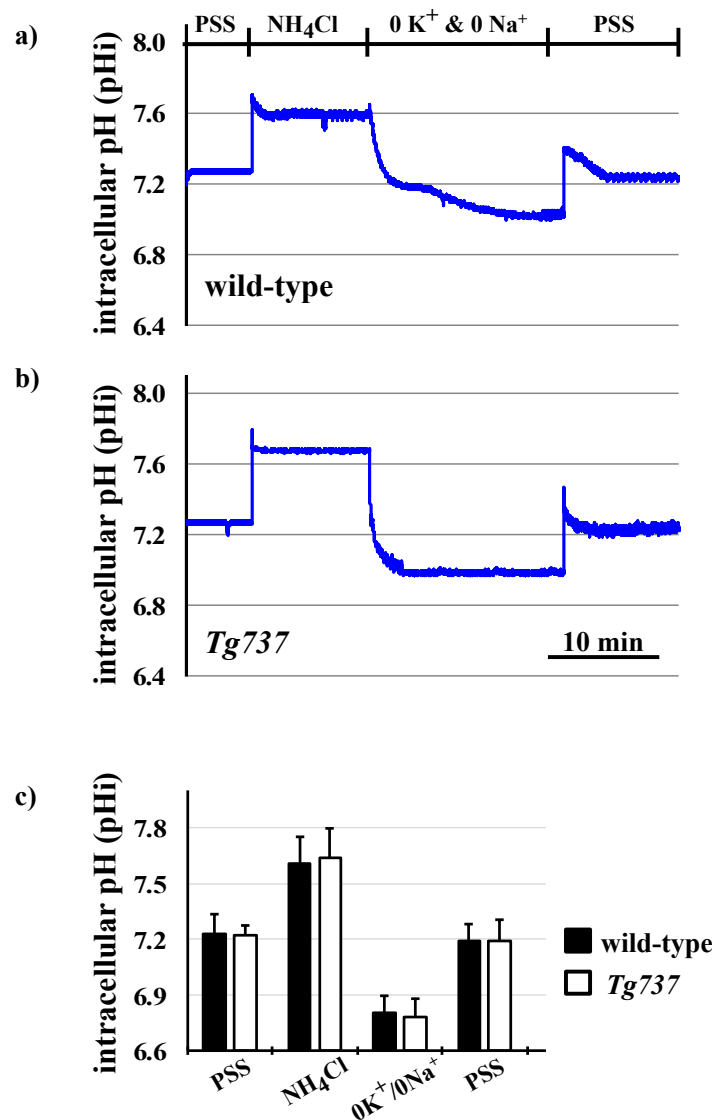 a)
PSS NH₄Cl 0 K⁺ & 0 Na⁺ PSS
intracellular pH (pHi)
8.0
7.6
7.2
6.8
6.4
wild-type
b)
intracellular pH (pHi)
8.0
7.6
7.2
6.8
6.4
Tg737
10 min
c)
intracellular pH (pHi)
7.8
7.5
7.2
6.9
6.6
PSS NH₄Cl 0K⁺/0Na⁺ PSS
wild-type
Tg737